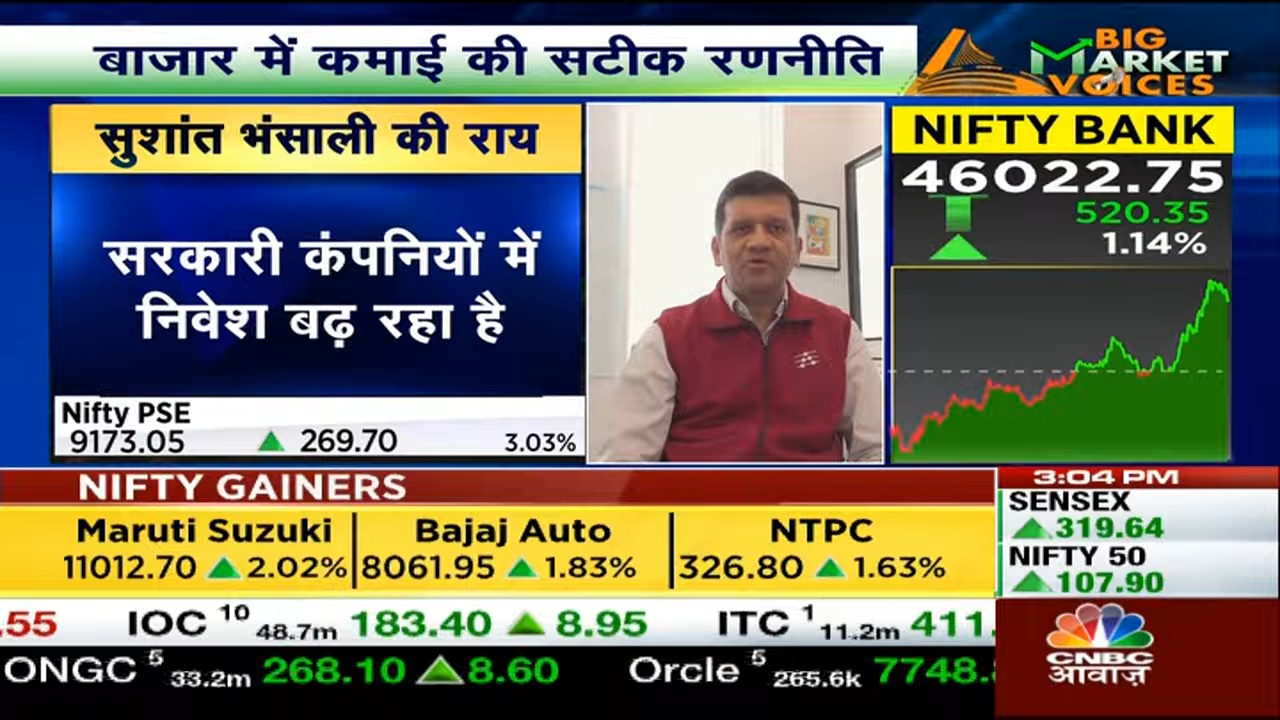 बाजार में कमाई की सटीक रणनीति
BIG
MARKET
VOICES
सुशांत भंसाली की राय
सरकारी कंपनियों में
निवेश बढ़ रहा है
Nifty PSE
9173.05 269.70 3.03%
NIFTY BANK
46022.75
520.35
1.14%
NIFTY GAINERS
Maruti Suzuki
11012.70 2.02%
Bajaj Auto
8061.95 1.83%
NTPC
326.80 1.63%
3:04 PM
SENSEX
319.64
NIFTY 50
107.90
.55 IOC 10 48.7m 183.40 8.95 ITC 1 11.2m 411.
ONGC 5 33.2m 268.10 8.60 Orcle 5 265.6k 7748.
CNBC
आवाज़